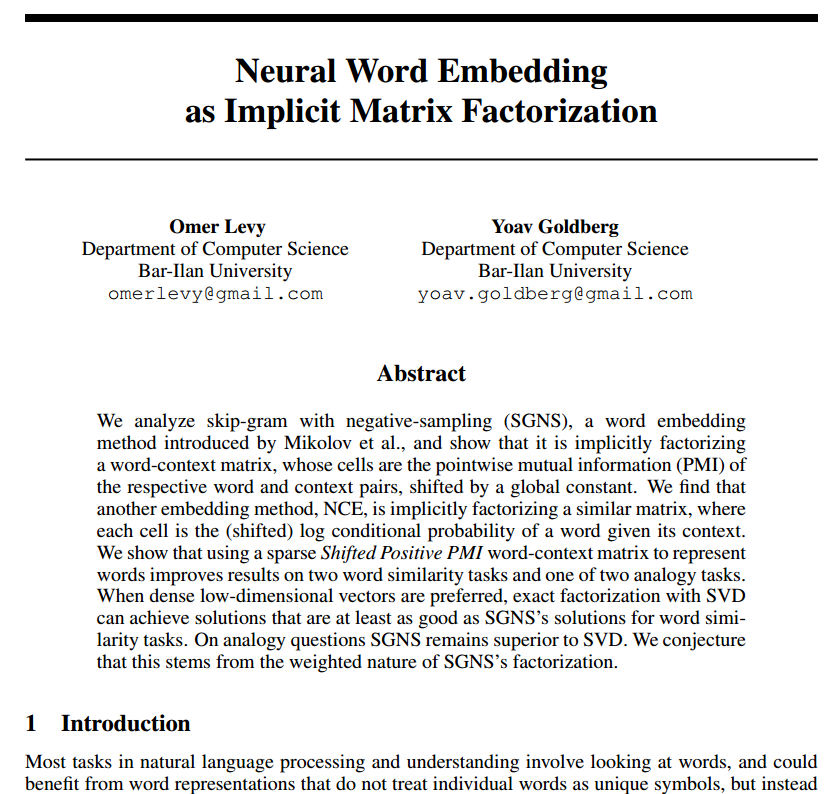 Neural Word Embedding
as Implicit Matrix Factorization
Omer Levy
Department of Computer Science
Bar-Ilan University
omerlevy@gmail.com
Yoav Goldberg
Department of Computer Science
Bar-Ilan University
yoav.goldberg@gmail.com
Abstract
We analyze skip-gram with negative-sampling (SGNS), a word embedding
method introduced by Mikolov et al., and show that it is implicitly factorizing
a word-context matrix, whose cells are the pointwise mutual information (PMI) of
the respective word and context pairs, shifted by a global constant. We find that
another embedding method, NCE, is implicitly factorizing a similar matrix, where
each cell is the (shifted) log conditional probability of a word given its context.
We show that using a sparse Shifted Positive PMI word-context matrix to represent
words improves results on two word similarity tasks and one of two analogy tasks.
When dense low-dimensional vectors are preferred, exact factorization with SVD
can achieve solutions that are at least as good as SGNS's solutions for word simi-
larity tasks. On analogy questions SGNS remains superior to SVD. We conjecture
that this stems from the weighted nature of SGNS's factorization.
1 Introduction
Most tasks in natural language processing and understanding involve looking at words, and could
benefit from word representations that do not treat individual words as unique symbols, but instead